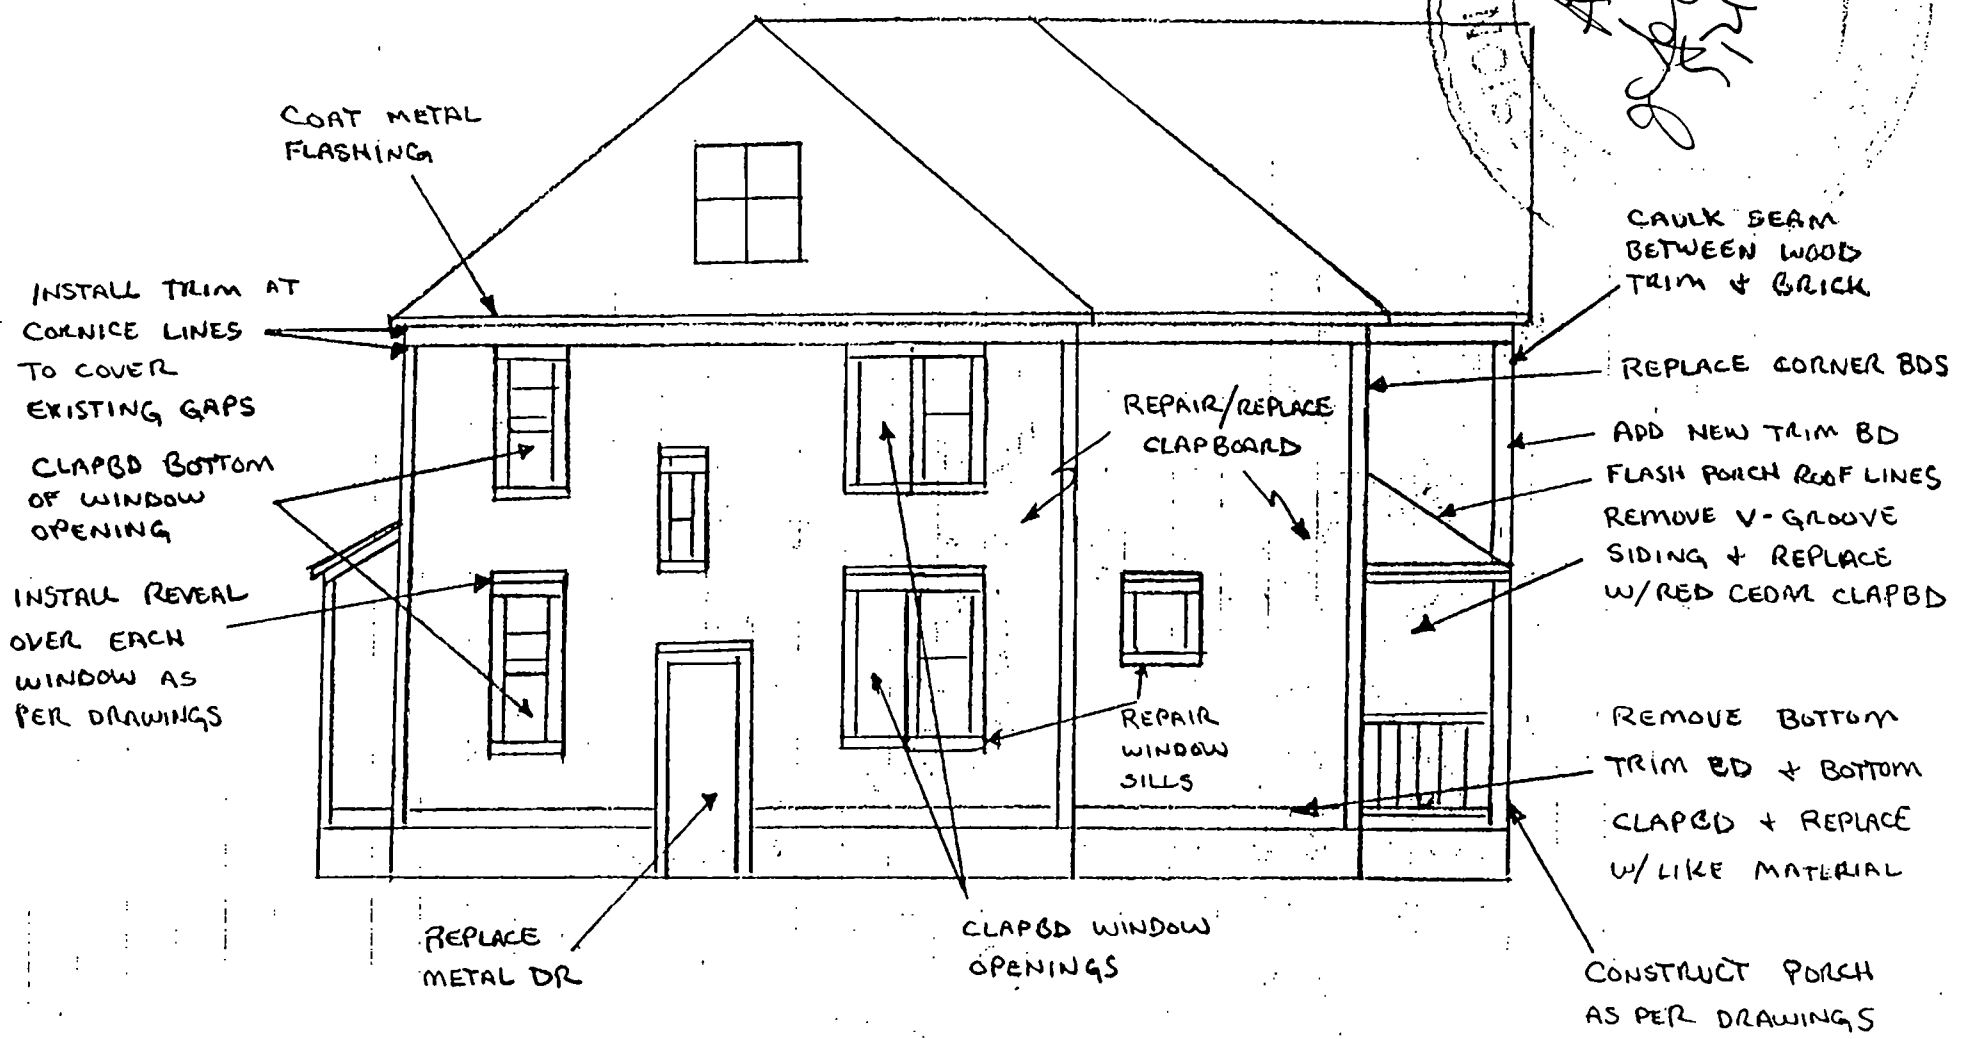 COAT METAL
FLASHING
INSTALL TRIM AT
CORNICE LINES
TO COVER
EXISTING GAPS
CLAPBD BOTTOM
OF WINDOW
OPENING
INSTALL REVEAL
OVER EACH
WINDOW AS
PER DRAWINGS
REPLACE
METAL DR
CLAPBD WINDOW
OPENINGS
REPAIR/REPLACE
CLAPBOARD
REPAIR
WINDOW
SILLS
CAULK SEAM
BETWEEN WOOD
TRIM & BRICK
REPLACE CORNER BDS
ADD NEW TRIM BD
FLASH PORCH ROOF LINES
REMOVE V-GROOVE
SIDING & REPLACE
W/RED CEDAR CLAPBD
REMOVE BOTTOM
TRIM BD & BOTTOM
CLAPBD & REPLACE
W/ LIKE MATERIAL
CONSTRUCT PORCH
AS PER DRAWINGS